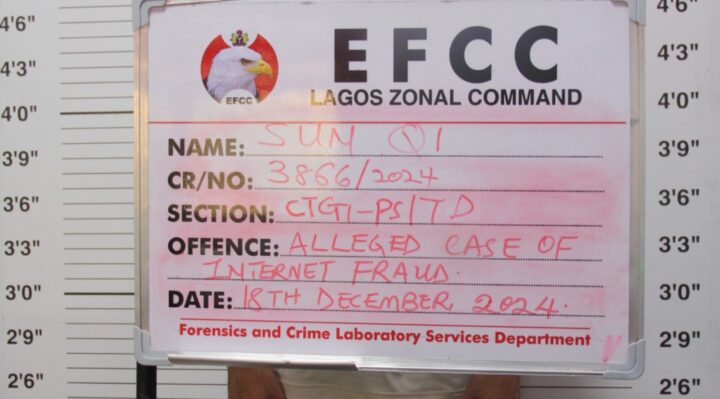 4'6"
4'3"
4'0"
3'9"
3'6"
3'3"
3'0"
2'9"
2'6"
EFCC
EFCC
LAGOS ZONAL COMMAND
NAME: SUN QI
CR/NO: 3866/2024
SECTION:
OFFENCE: ALLEGED CASE OF
INTERNET FRAUD.
DATE: 18TH DECEMBER, 2024.
Forensics and Crime Laboratory Services Department
4'6"
4'3"
4'0"
3'9"
3'6"
3'3"
3'0"
2'9"
2'6"